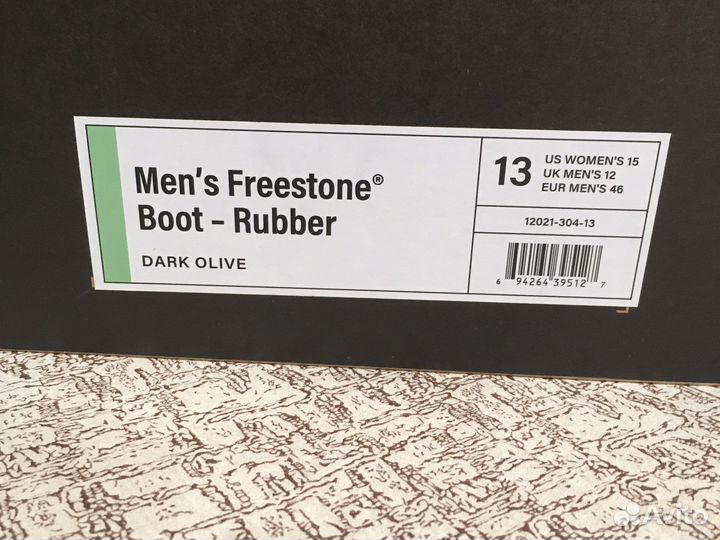 Men's Freestone®
Boot – Rubber
DARK OLIVE
13
US WOMEN'S 15
UK MEN'S 12
EUR MEN'S 46
12021-304-13
6 94264 39512 7
Avito